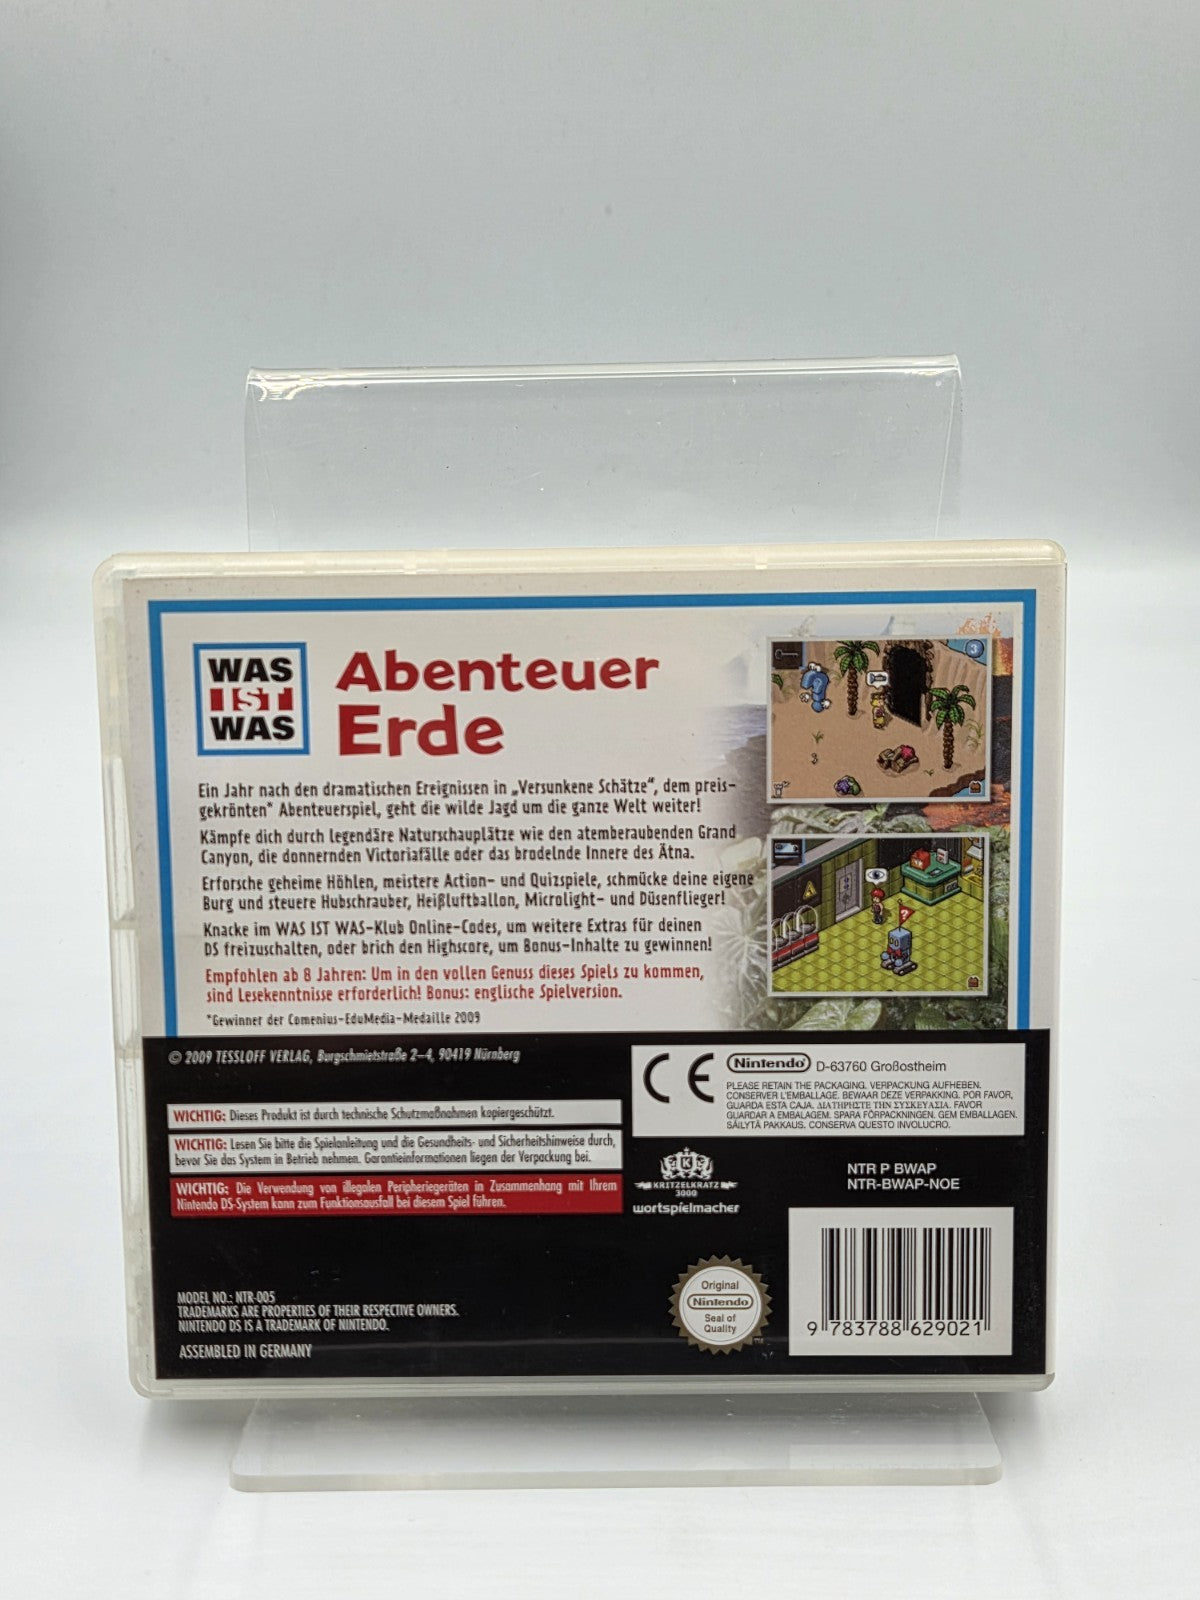 WAS
IST
WAS
Abenteuer
Erde
Ein Jahr nach den dramatischen Ereignissen in „Versunkene Schätze“, dem preis-
gekrönten* Abenteuerspiel, geht die wilde Jagd um die ganze Welt weiter!
Kämpfe dich durch legendäre Naturschauplätze wie den atemberaubenden Grand
Canyon, die donnernden Victoriafälle oder das brodelnde Innere des Ätna.
Erforsche geheime Höhlen, meistere Action- und Quizspiele, schmücke deine eigene
Burg und steuere Hubschrauber, Heißluftballon, Microlight- und Düsenflieger!
Knacke im WAS IST WAS-Klub Online-Codes, um weitere Extras für deinen
DS freizuschalten, oder brich den Highscore, um Bonus-Inhalte zu gewinnen!
Empfohlen ab 8 Jahren: Um in den vollen Genuss dieses Spiels zu kommen,
sind Lesekenntnisse erforderlich! Bonus: englische Spielversion.
*Gewinner der Comenius-EduMedia-Medaille 2009
3
?
© 2009 TESSLOFF VERLAG, Burgschmietstraße 2–4, 90419 Nürnberg
WICHTIG: Dieses Produkt ist durch technische Schutzmaßnahmen kopiergeschützt.
WICHTIG: Lesen Sie bitte die Spielanleitung und die Gesundheits- und Sicherheitshinweise durch,
bevor Sie das System in Betrieb nehmen. Garantieinformationen liegen der Verpackung bei.
WICHTIG: Die Verwendung von illegalen Peripheriegeräten in Zusammenhang mit Ihrem
Nintendo DS-System kann zum Funktionsausfall bei diesem Spiel führen.
CE
Nintendo D-63760 Großostheim
PLEASE RETAIN THE PACKAGING. VERPACKUNG AUFHEBEN.
CONSERVER L'EMBALLAGE. BEWAAR DEZE VERPAKKING. POR FAVOR,
GUARDA ESTA CAJA. ΔΙΑΤΗΡΗΣΤΕ ΤΗΝ ΣΥΣΚΕΥΑΣΙΑ. FAVOR
GUARDAR A EMBALAGEM. SPARA FÖRPACKNINGEN. GEM EMBALLAGEN.
SÄILYTÄ PAKKAUS. CONSERVA QUESTO INVOLUCRO.
K
KRITZELKRATZ
3000
wortspielmacher
NTR P BWAP
NTR-BWAP-NOE
MODEL NO.: NTR-005
TRADEMARKS ARE PROPERTIES OF THEIR RESPECTIVE OWNERS.
NINTENDO DS IS A TRADEMARK OF NINTENDO.
ASSEMBLED IN GERMANY
Original
Nintendo
Seal of
Quality
TM
9 783788 629021